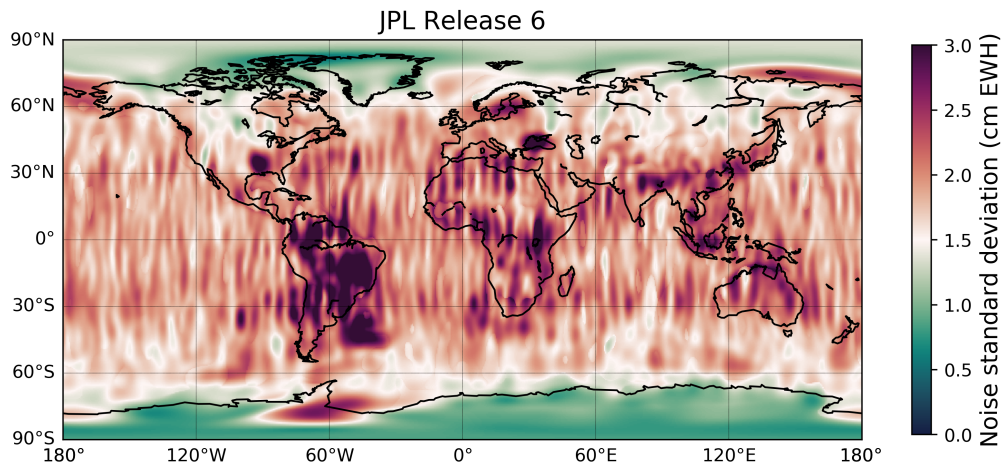 JPL Release 6
90°N
60°N
30°N
0°
30°S
60°S
90°S
180° 120°W 60°W 0° 60°E 120°E 180°
3.0
2.5
2.0
1.5
1.0
0.5
0.0
Noise standard deviation (cm EWH)